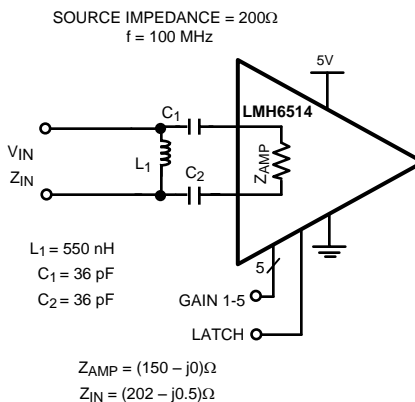 SOURCE IMPEDANCE = 200Ω
f = 100 MHz
5V
C1
LMH6514
VIN
L1
ZAMP
ZIN
C2
L1 = 550 nH
C1 = 36 pF
C2 = 36 pF
5
GAIN 1-5
LATCH
ZAMP = (150 – j0)Ω
ZIN = (202 – j0.5)Ω